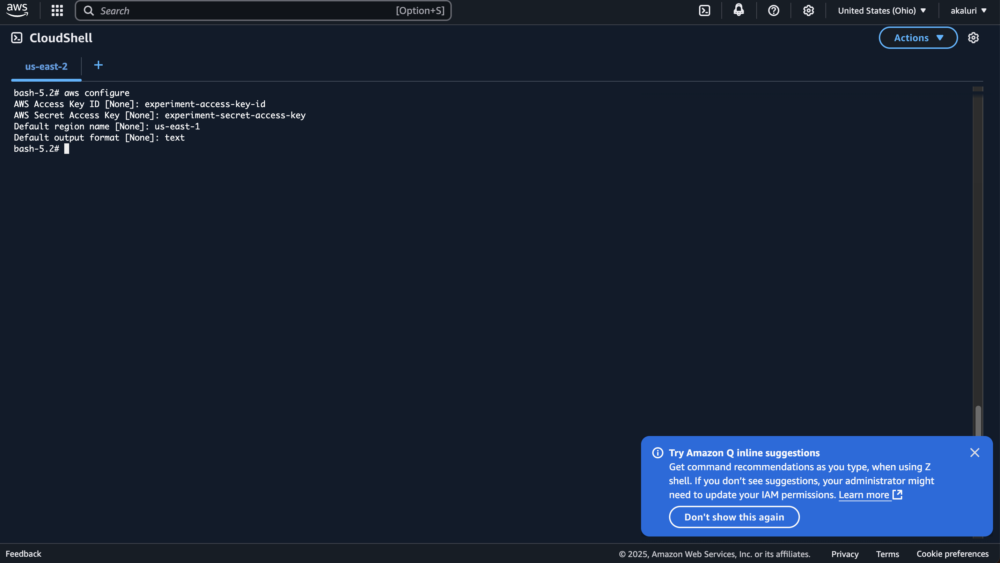 aws Search [Option+S] United States (Ohio) akaluri
CloudShell Actions
us-east-2 +
bash-5.2# aws configure
AWS Access Key ID [None]: experiment-access-key-id
AWS Secret Access Key [None]: experiment-secret-access-key
Default region name [None]: us-east-1
Default output format [None]: text
bash-5.2#
Try Amazon Q inline suggestions
Get command recommendations as you type, when using Z
shell. If you don’t see suggestions, your administrator might
need to update your IAM permissions. Learn more
Don't show this again
Feedback © 2025, Amazon Web Services, Inc. or its affiliates. Privacy Terms Cookie preferences